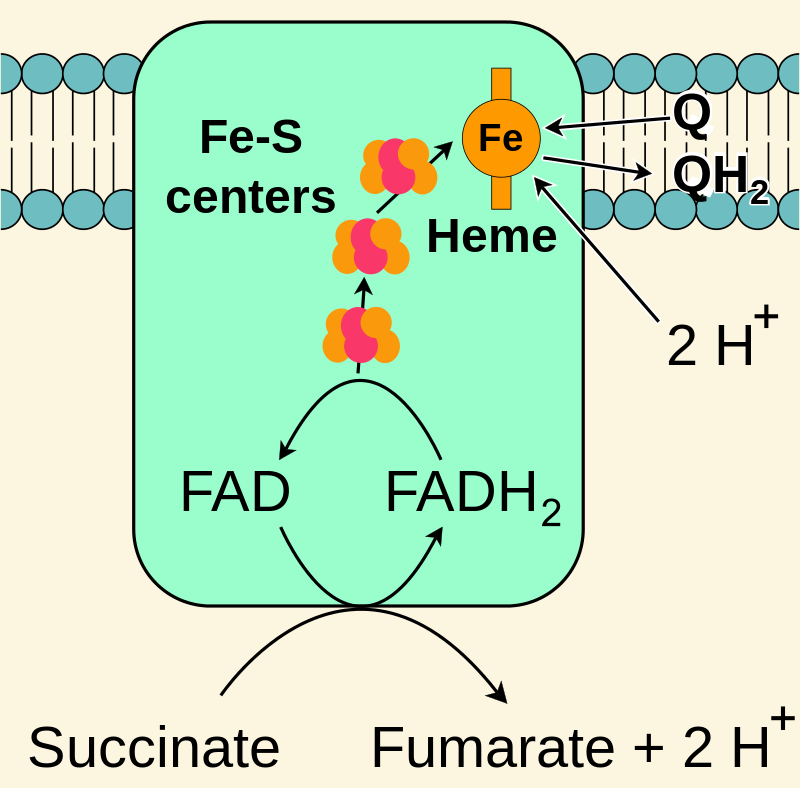 Fe-S
centers
Fe
Heme
Q
QH₂
2 H⁺
FAD
FADH₂
Succinate
Fumarate + 2 H⁺